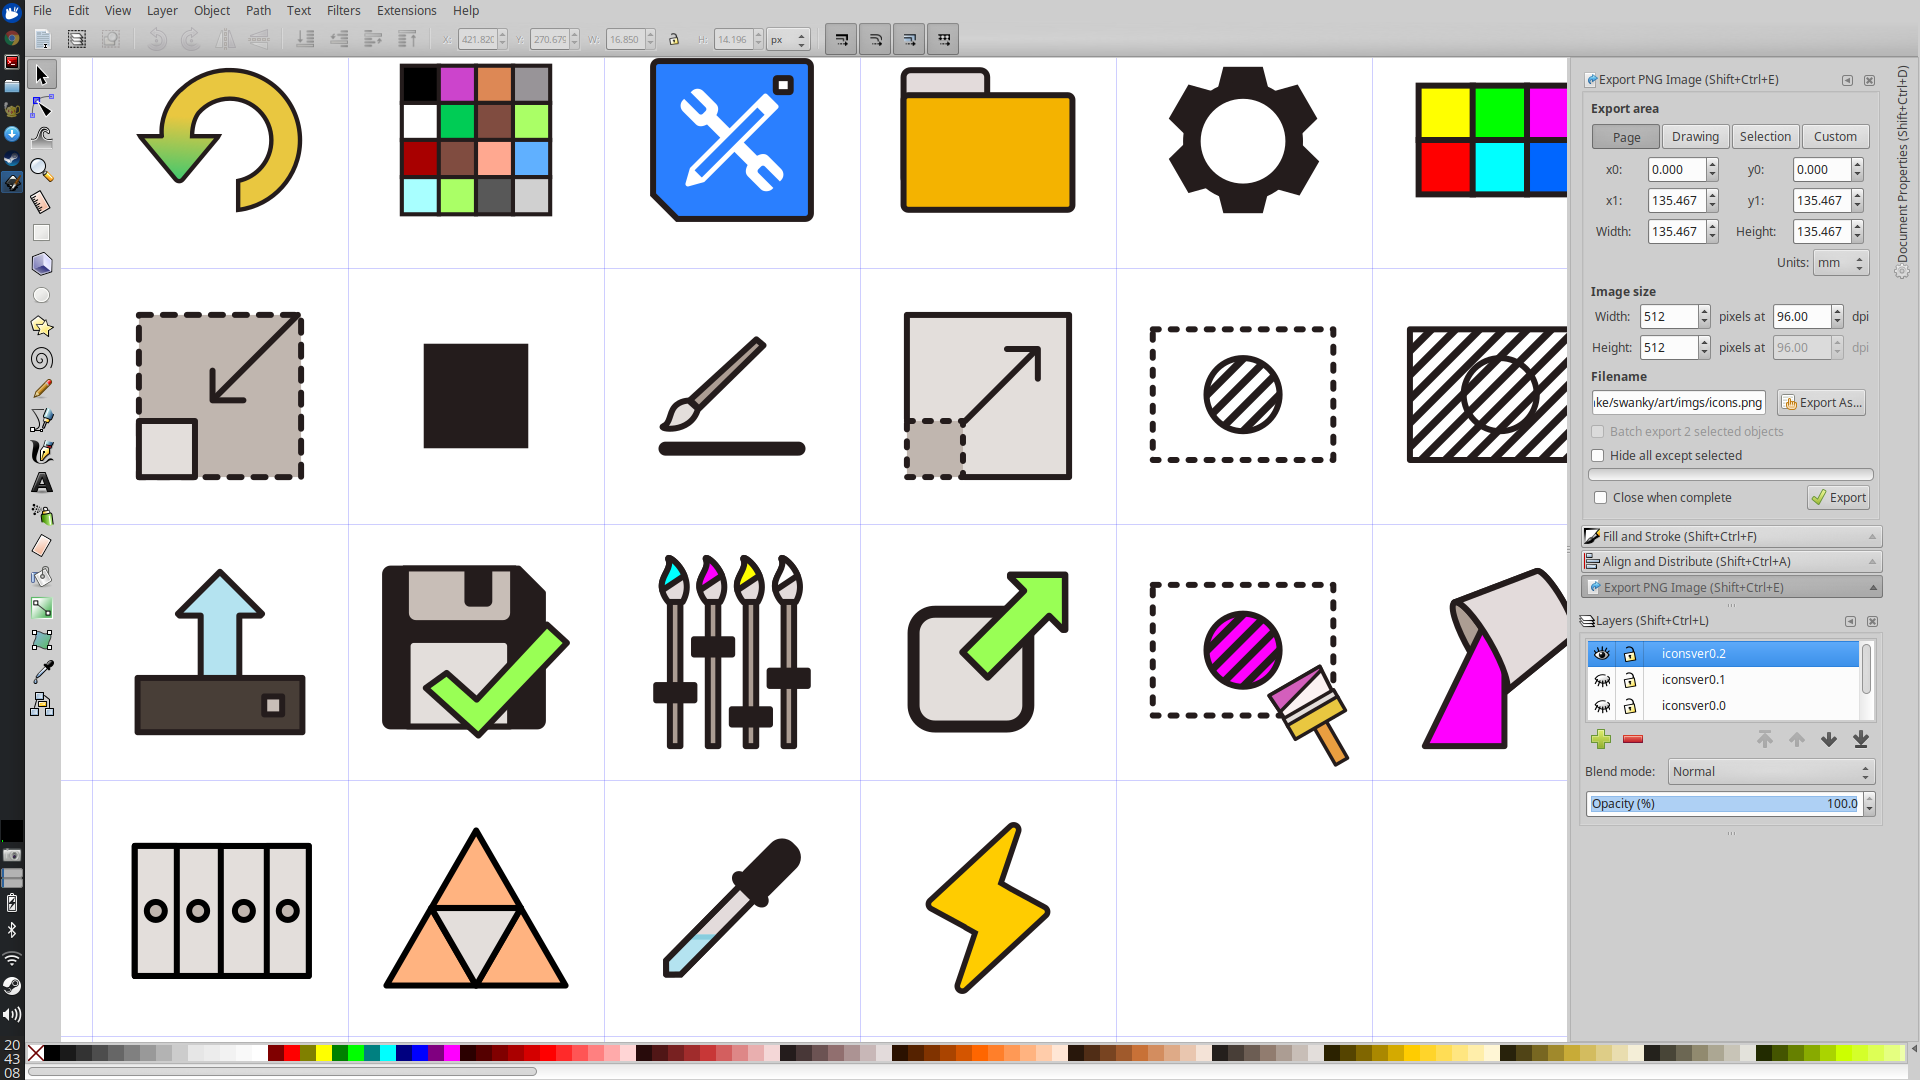 File Edit View Layer Object Path Text Filters Extensions Help
X: 421.820 Y: 270.679 W: 16.850 H: 14.196 px
Export PNG Image (Shift+Ctrl+E)
Export area
Page Drawing Selection Custom
x0: 0.000 y0: 0.000
x1: 135.467 y1: 135.467
Width: 135.467 Height: 135.467
Units: mm
Image size
Width: 512 pixels at 96.00 dpi
Height: 512 pixels at 96.00 dpi
Filename
ike/swanky/art/imgs/icons.png Export As...
Batch export 2 selected objects
Hide all except selected
Close when complete Export
Fill and Stroke (Shift+Ctrl+F)
Align and Distribute (Shift+Ctrl+A)
Export PNG Image (Shift+Ctrl+E)
Layers (Shift+Ctrl+L)
iconsver0.2
iconsver0.1
iconsver0.0
Blend mode: Normal
Opacity (%) 100.0
Document Properties (Shift+Ctrl+D)
20
43
08